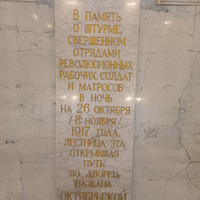 В ПАМЯТЬ
О ШТУРМЕ,
СВЕРШЕННОМ
ОТРЯДАМИ
РЕВОЛЮЦИОННЫХ
РАБОЧИХ, СОЛДАТ
И МАТРОСОВ
В НОЧЬ
НА 26 ОКТЯБРЯ
/8 НОЯБРЯ/
1917 ГОДА,
ЛЕСТНИЦА ЭТА,
ОТКРЫВШАЯ
ПУТЬ
ВО ДВОРЕЦ,
НАЗВАНА
ОКТЯБРЬСКОЙ